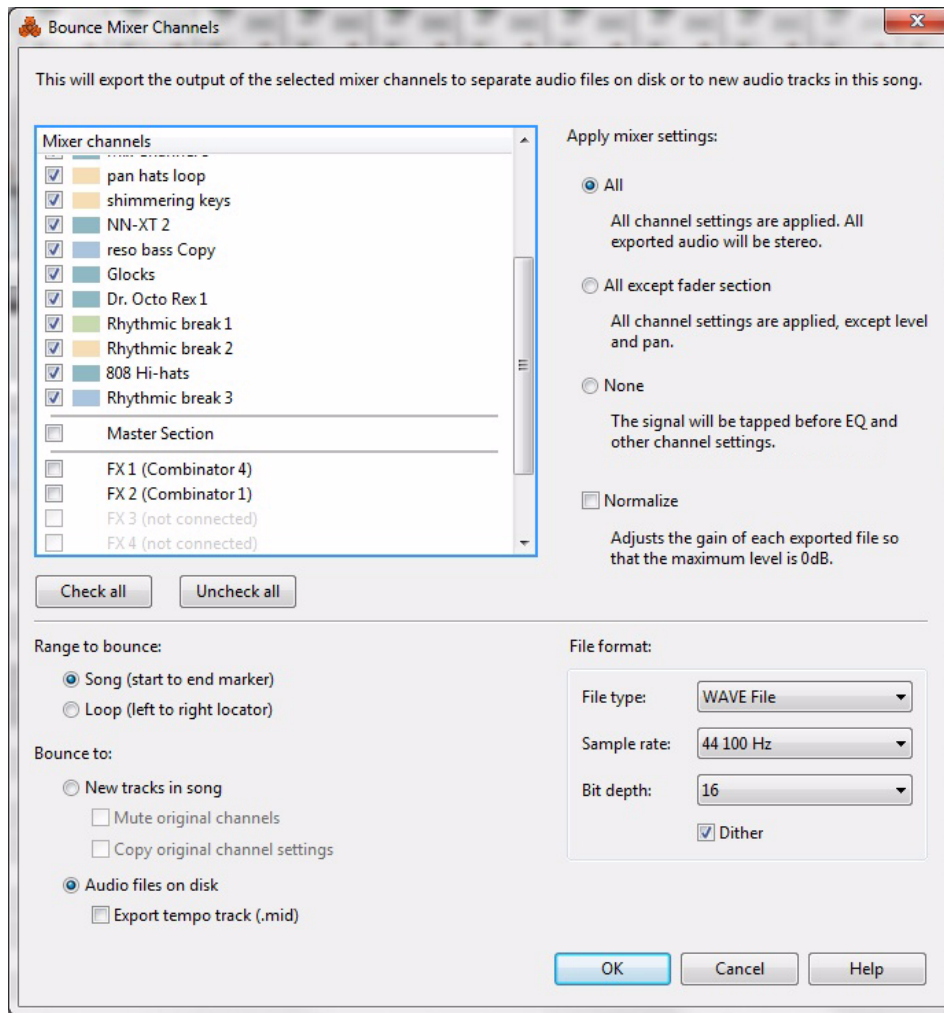 Bounce Mixer Channels
This will export the output of the selected mixer channels to separate audio files on disk or to new audio tracks in this song.
Mixer channels
pan hats loop
shimmering keys
NN-XT 2
reso bass Copy
Glocks
Dr. Octo Rex 1
Rhythmic break 1
Rhythmic break 2
808 Hi-hats
Rhythmic break 3
Master Section
FX 1 (Combinator 4)
FX 2 (Combinator 1)
FX 3 (not connected)
FX 4 (not connected)
Check all
Uncheck all
Apply mixer settings:
All
All channel settings are applied. All
exported audio will be stereo.
All except fader section
All channel settings are applied, except level
and pan.
None
The signal will be tapped before EQ and
other channel settings.
Normalize
Adjusts the gain of each exported file so
that the maximum level is 0dB.
Range to bounce:
Song (start to end marker)
Loop (left to right locator)
Bounce to:
New tracks in song
Mute original channels
Copy original channel settings
Audio files on disk
Export tempo track (.mid)
File format:
File type: WAVE File
Sample rate: 44 100 Hz
Bit depth: 16
Dither
OK
Cancel
Help